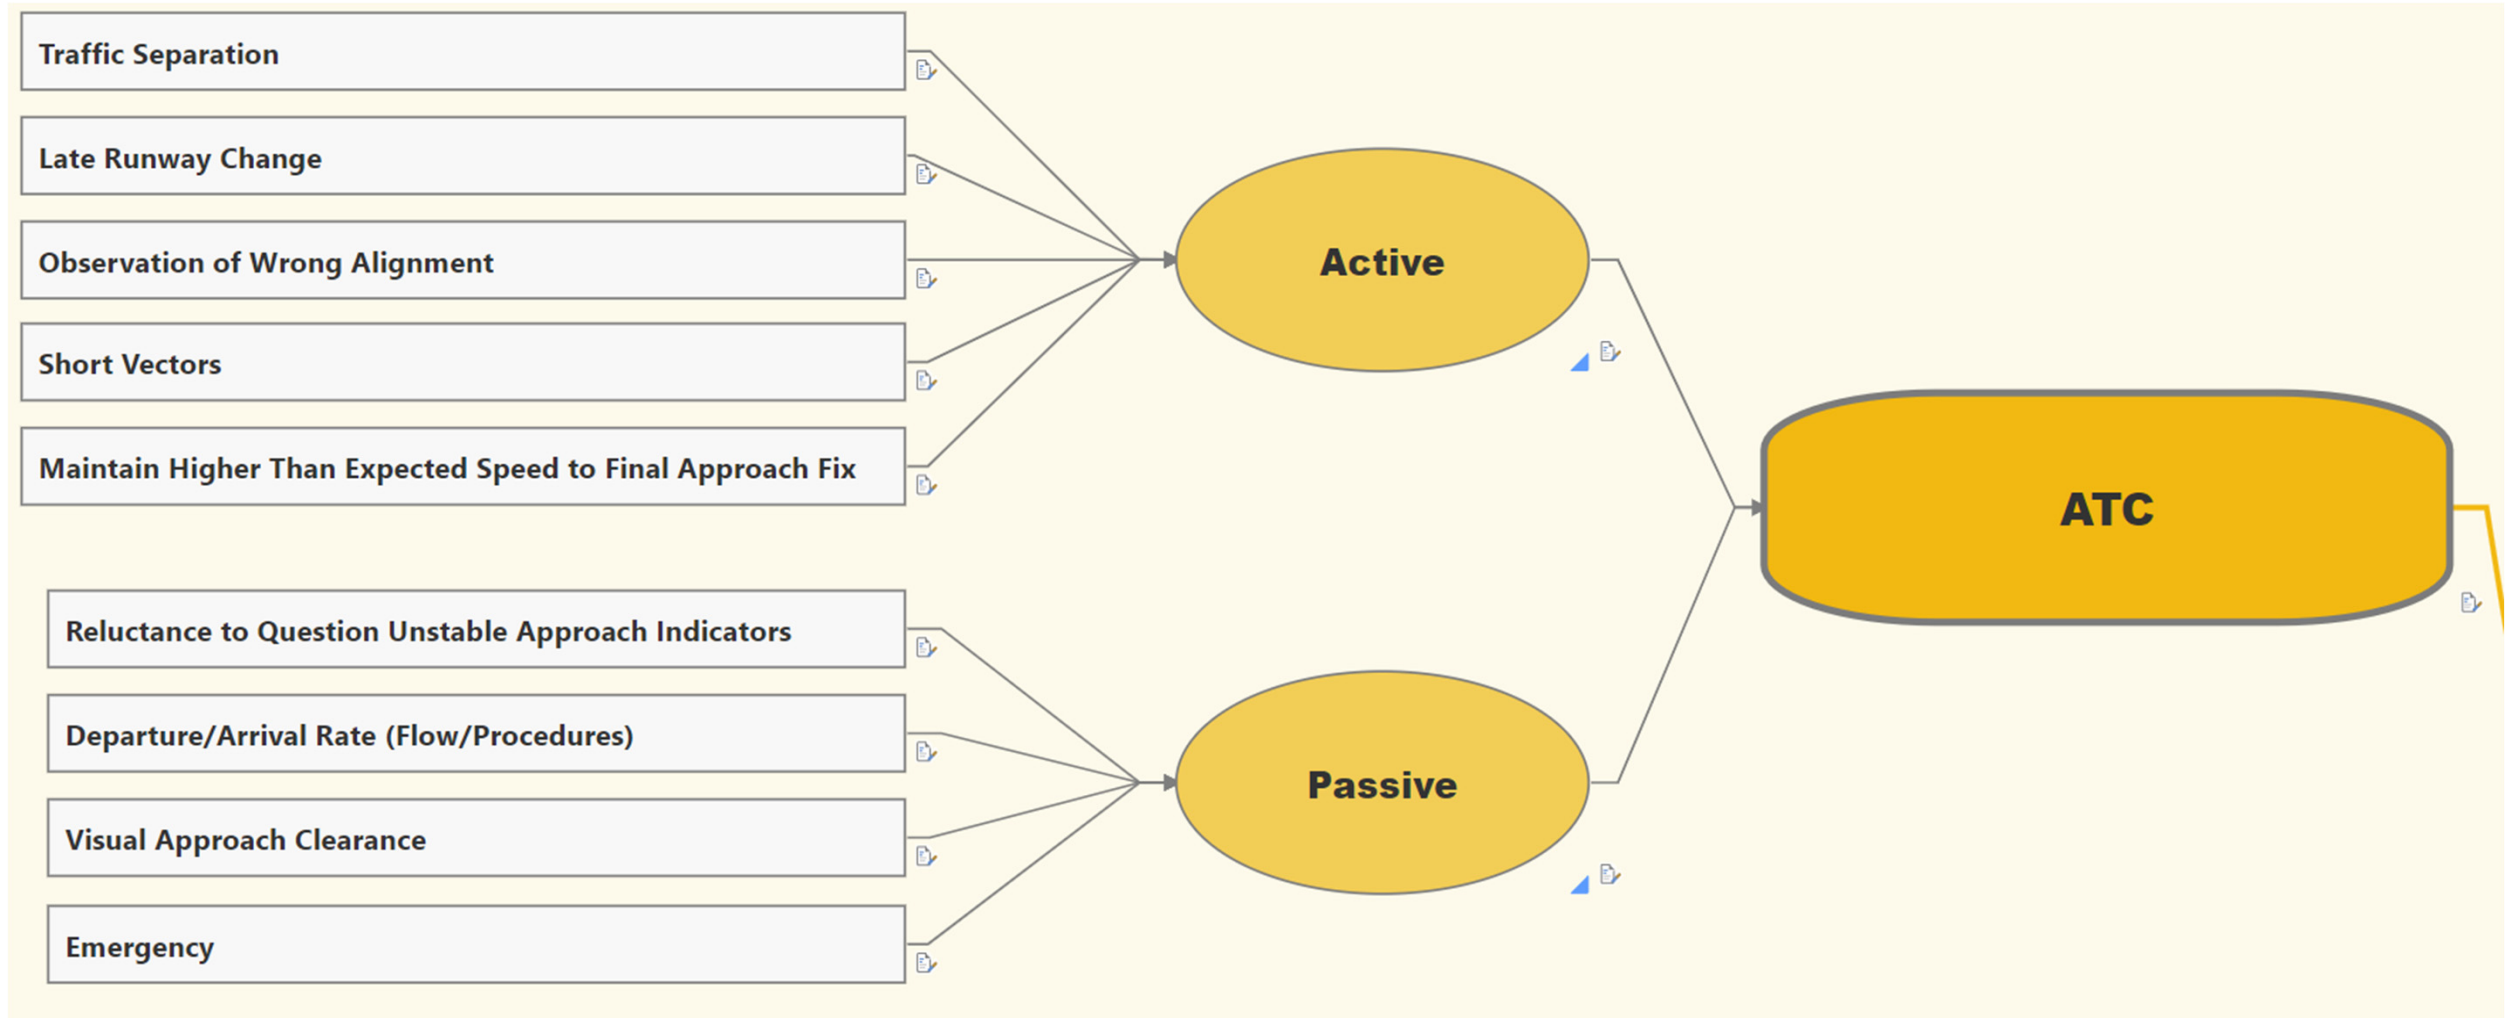 Traffic Separation
Late Runway Change
Observation of Wrong Alignment
Short Vectors
Maintain Higher Than Expected Speed to Final Approach Fix
Active
ATC
Reluctance to Question Unstable Approach Indicators
Departure/Arrival Rate (Flow/Procedures)
Visual Approach Clearance
Emergency
Passive